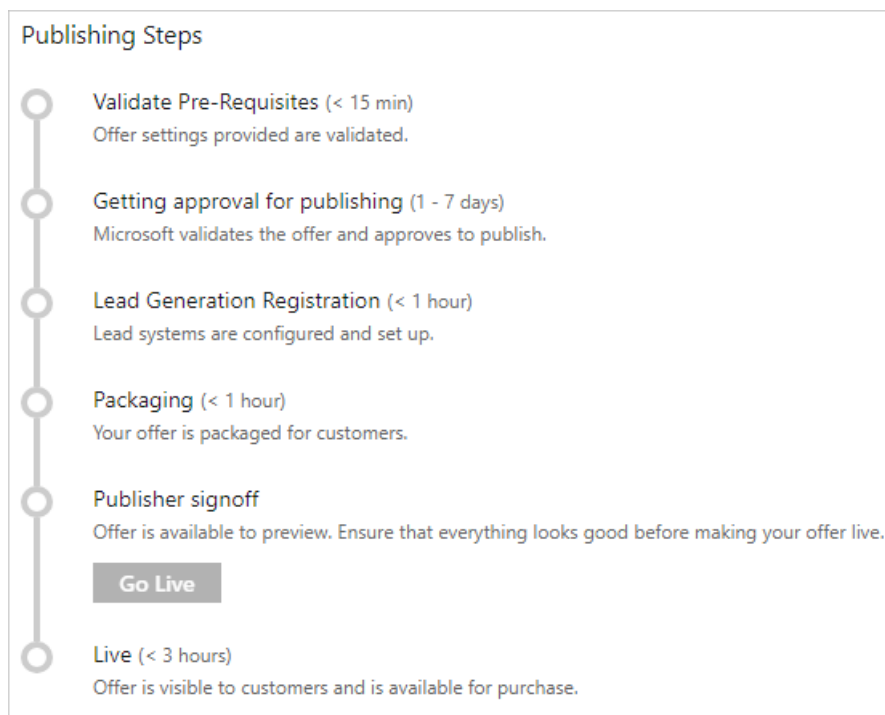 Publishing Steps
Validate Pre-Requisites (< 15 min)
Offer settings provided are validated.
Getting approval for publishing (1 - 7 days)
Microsoft validates the offer and approves to publish.
Lead Generation Registration (< 1 hour)
Lead systems are configured and set up.
Packaging (< 1 hour)
Your offer is packaged for customers.
Publisher signoff
Offer is available to preview. Ensure that everything looks good before making your offer live.
Go Live
Live (< 3 hours)
Offer is visible to customers and is available for purchase.